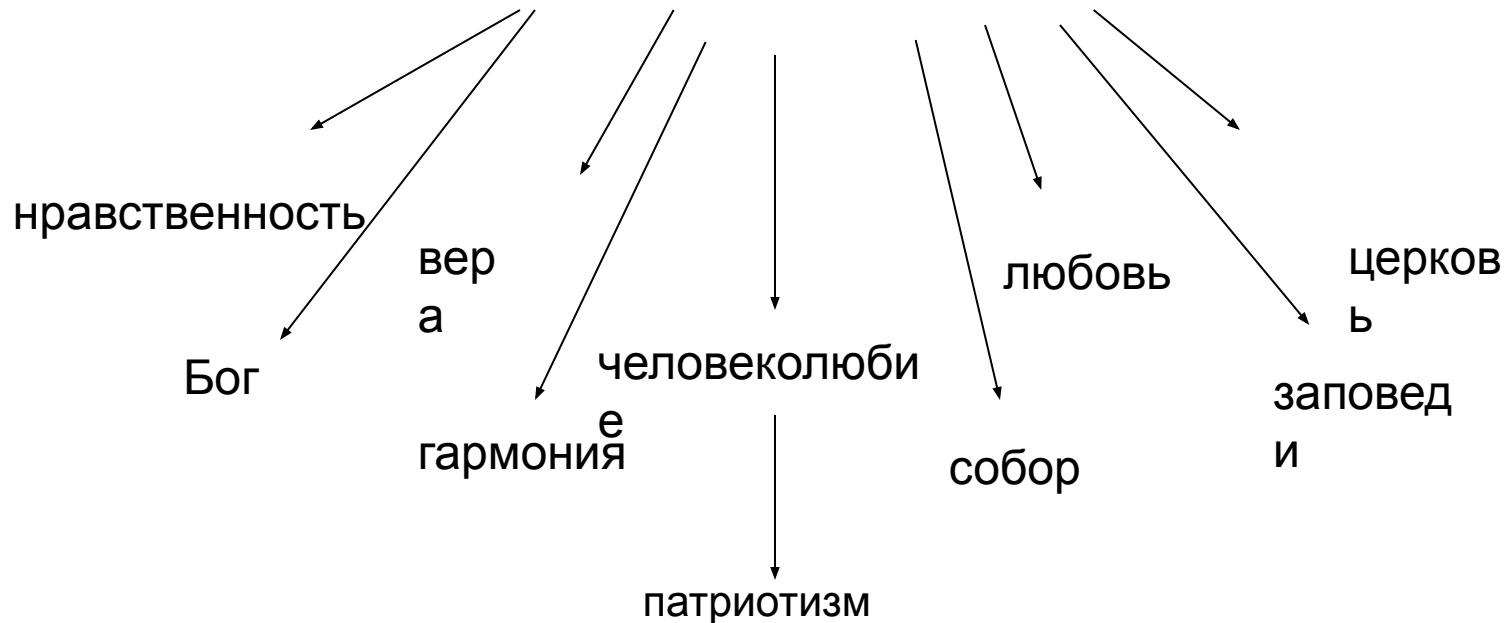 нравственность
вер
а
любовь
церков
ь
Бог
человеколюби
е
заповед
и
гармония
собор
патриотизм